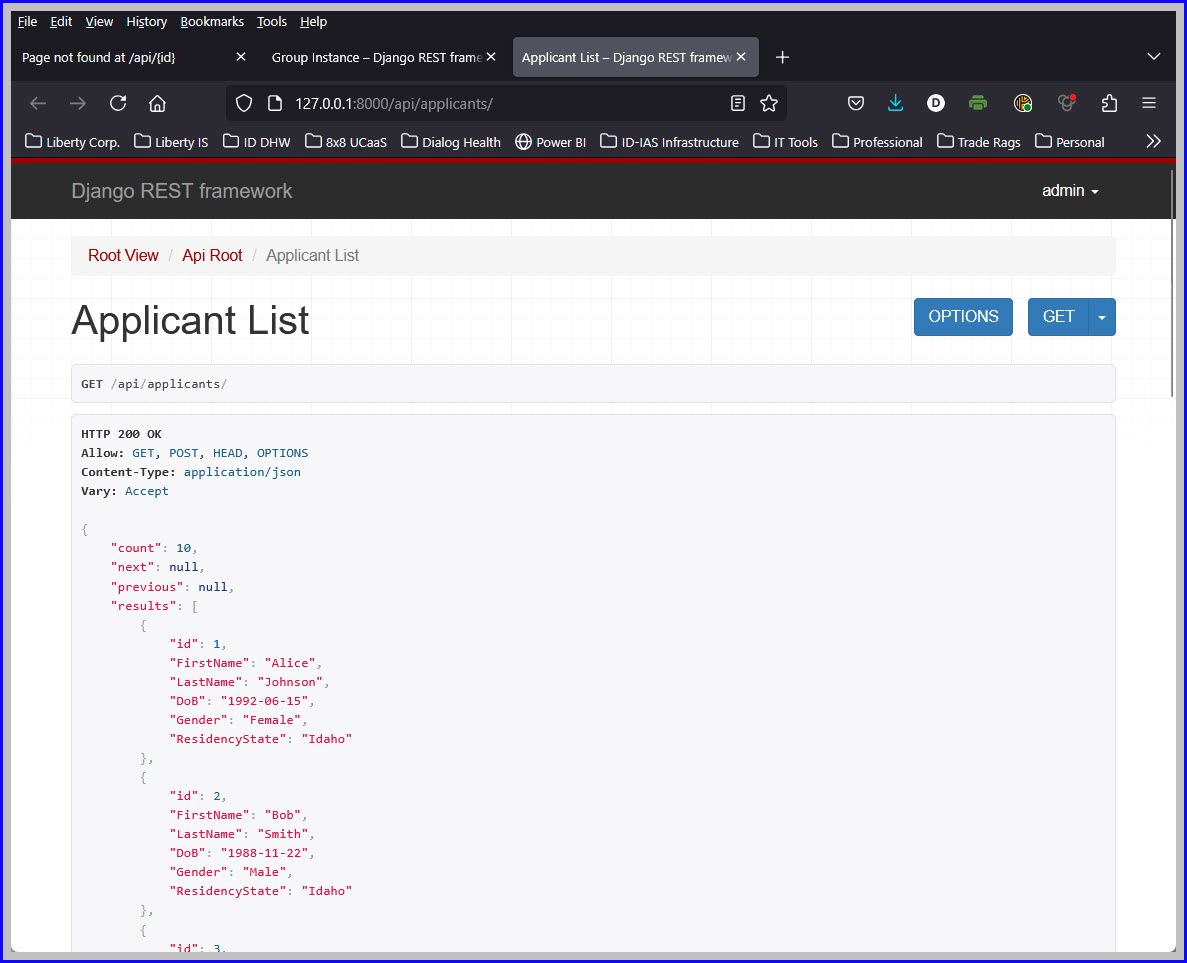 File Edit View History Bookmarks Tools Help
Page not found at /api/{id} Group Instance – Django REST frame Applicant List – Django REST framew
127.0.0.1:8000/api/applicants/
Liberty Corp. Liberty IS ID DHW 8x8 UCaaS Dialog Health Power BI ID-IAS Infrastructure IT Tools Professional Trade Rags Personal
Django REST framework admin
Root View / Api Root / Applicant List
Applicant List OPTIONS GET
GET /api/applicants/
HTTP 200 OK
Allow: GET, POST, HEAD, OPTIONS
Content-Type: application/json
Vary: Accept
{
"count": 10,
"next": null,
"previous": null,
"results": [
{
"id": 1,
"FirstName": "Alice",
"LastName": "Johnson",
"DoB": "1992-06-15",
"Gender": "Female",
"ResidencyState": "Idaho"
},
{
"id": 2,
"FirstName": "Bob",
"LastName": "Smith",
"DoB": "1988-11-22",
"Gender": "Male",
"ResidencyState": "Idaho"
},
{
"id": 3,